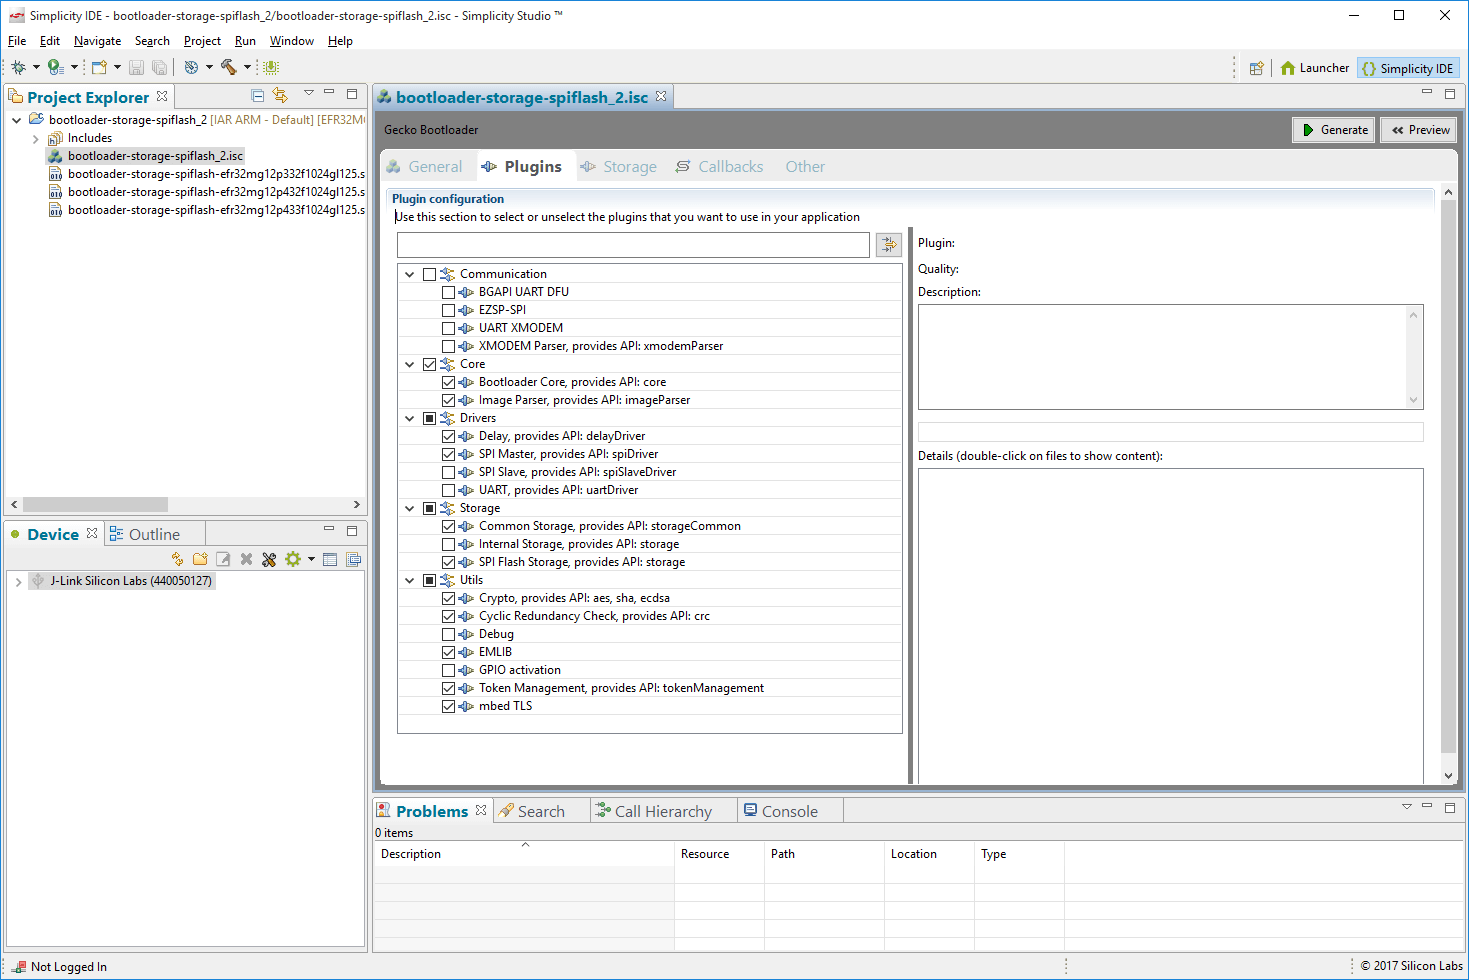 Simplicity IDE - bootloader-storage-spiflash_2/bootloader-storage-spiflash_2.isc - Simplicity Studio ™
File Edit Navigate Search Project Run Window Help
Launcher Simplicity IDE
Project Explorer
bootloader-storage-spiflash_2 [IAR ARM - Default] [EFR32M
Includes
bootloader-storage-spiflash_2.isc
bootloader-storage-spiflash-efr32mg12p332f1024gl125.s
bootloader-storage-spiflash-efr32mg12p432f1024gl125.s
bootloader-storage-spiflash-efr32mg12p433f1024gl125.s
Device Outline
J-Link Silicon Labs (440050127)
bootloader-storage-spiflash_2.isc
Gecko Bootloader Generate Preview
General Plugins Storage Callbacks Other
Plugin configuration
Use this section to select or unselect the plugins that you want to use in your application
Communication
BGAPI UART DFU
EZSP-SPI
UART XMODEM
XMODEM Parser, provides API: xmodemParser
Core
Bootloader Core, provides API: core
Image Parser, provides API: imageParser
Drivers
Delay, provides API: delayDriver
SPI Master, provides API: spiDriver
SPI Slave, provides API: spiSlaveDriver
UART, provides API: uartDriver
Storage
Common Storage, provides API: storageCommon
Internal Storage, provides API: storage
SPI Flash Storage, provides API: storage
Utils
Crypto, provides API: aes, sha, ecdsa
Cyclic Redundancy Check, provides API: crc
Debug
EMLIB
GPIO activation
Token Management, provides API: tokenManagement
mbed TLS
Plugin:
Quality:
Description:
Details (double-click on files to show content):
Problems Search Call Hierarchy Console
0 items
Description Resource Path Location Type
Not Logged In © 2017 Silicon Labs